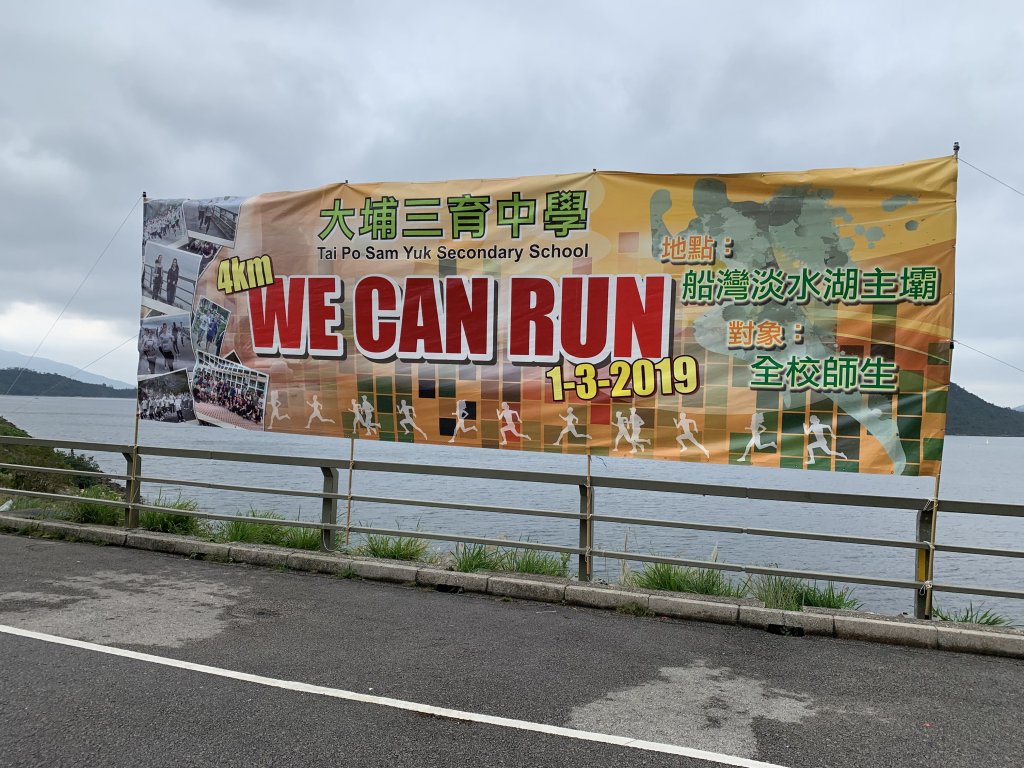 大埔三育中學
Tai Po Sam Yuk Secondary School
4km
WE CAN RUN
1-3-2019
地點：
船灣淡水湖主壩
對象：
全校師生